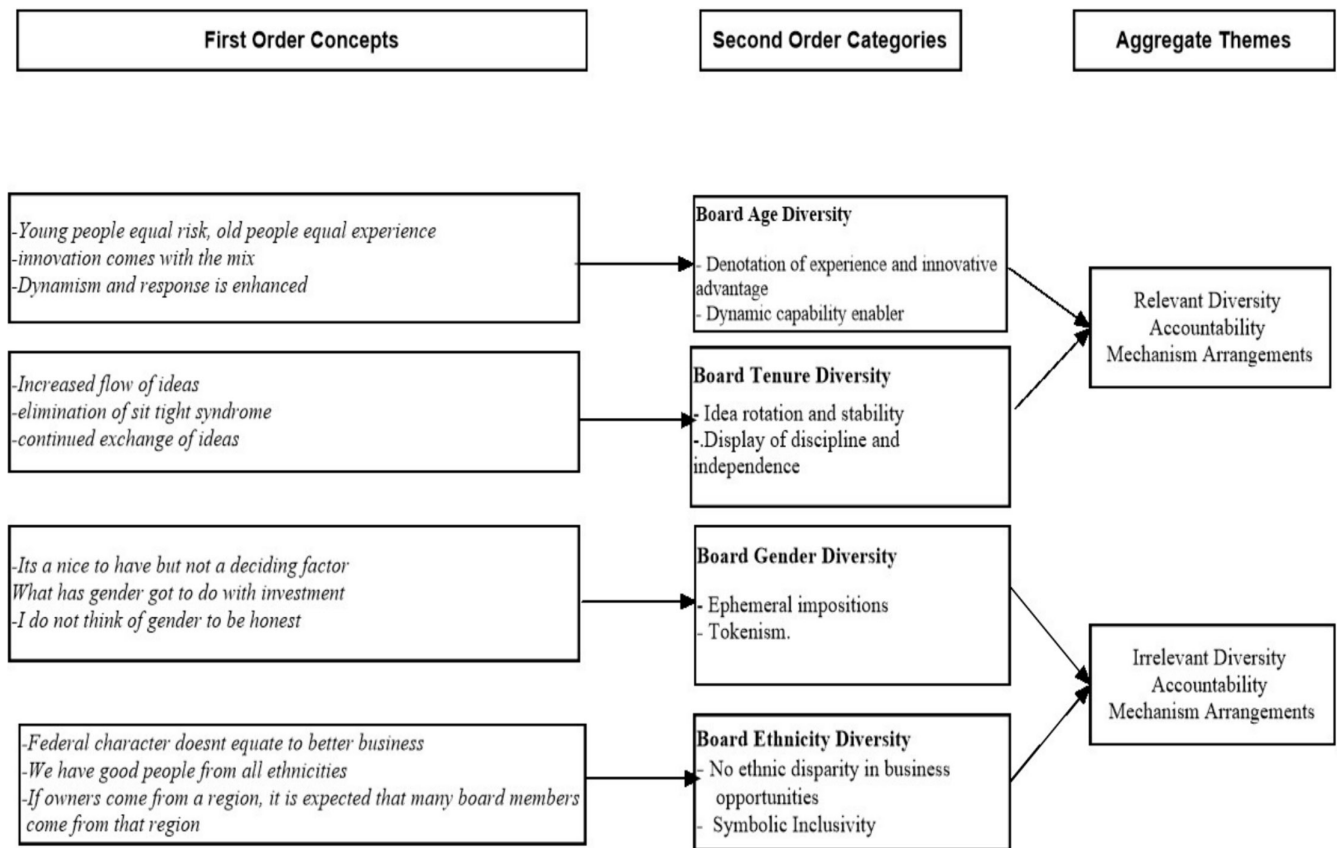 First Order Concepts
Second Order Categories
Aggregate Themes
-Young people equal risk, old people equal experience
-innovation comes with the mix
-Dynamism and response is enhanced
Board Age Diversity
- Denotation of experience and innovative
advantage
- Dynamic capability enabler
Relevant Diversity
Accountability
Mechanism Arrangements
-Increased flow of ideas
-elimination of sit tight syndrome
-continued exchange of ideas
Board Tenure Diversity
- Idea rotation and stability
-.Display of discipline and
independence
-Its a nice to have but not a deciding factor
What has gender got to do with investment
-I do not think of gender to be honest
Board Gender Diversity
- Ephemeral impositions
- Tokenism.
Irrelevant Diversity
Accountability
Mechanism Arrangements
-Federal character doesnt equate to better business
-We have good people from all ethnicities
-If owners come from a region, it is expected that many board members
come from that region
Board Ethnicity Diversity
- No ethnic disparity in business
opportunities
- Symbolic Inclusivity